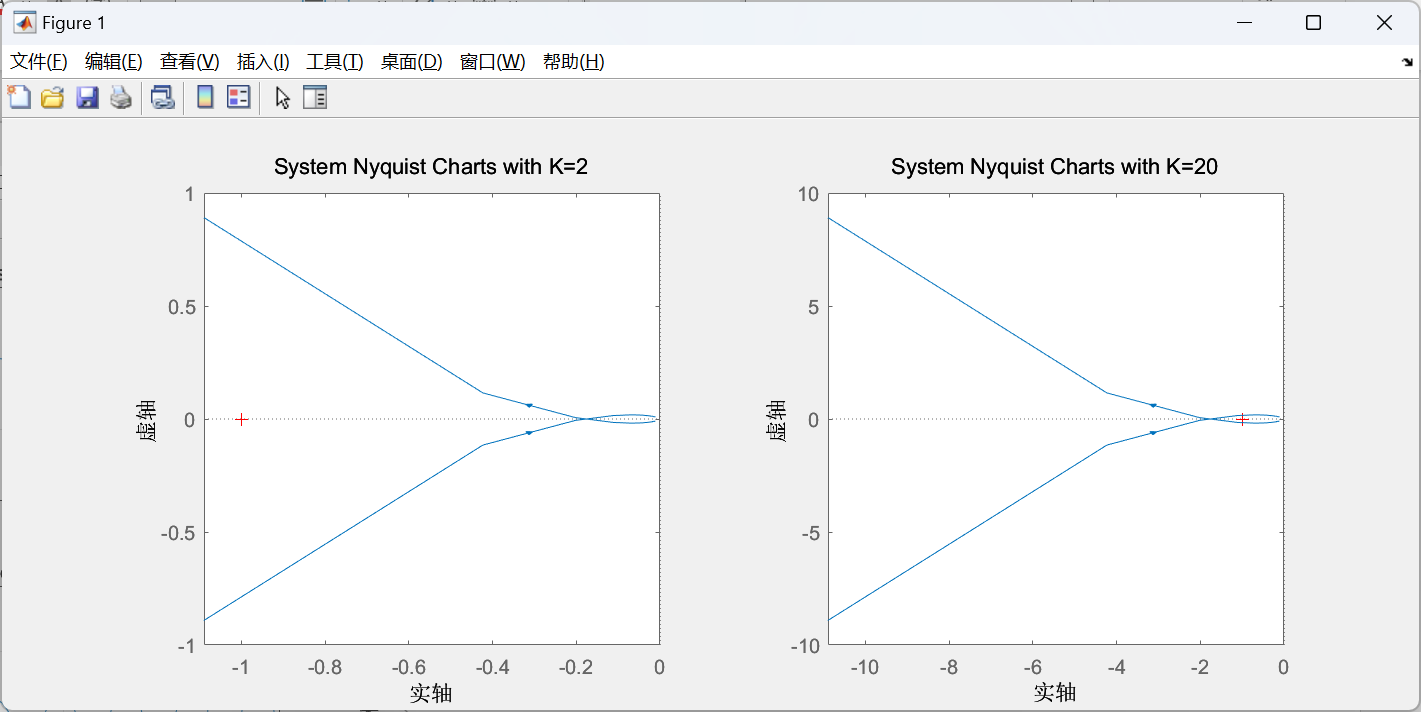 Figure 1
文件(F) 编辑(E) 查看(V) 插入(I) 工具(T) 桌面(D) 窗口(W) 帮助(H)
System Nyquist Charts with K=2
1
0.5
0
-0.5
-1
虚轴
-1 -0.8 -0.6 -0.4 -0.2 0
实轴
System Nyquist Charts with K=20
10
5
0
-5
-10
虚轴
-10 -8 -6 -4 -2 0
实轴